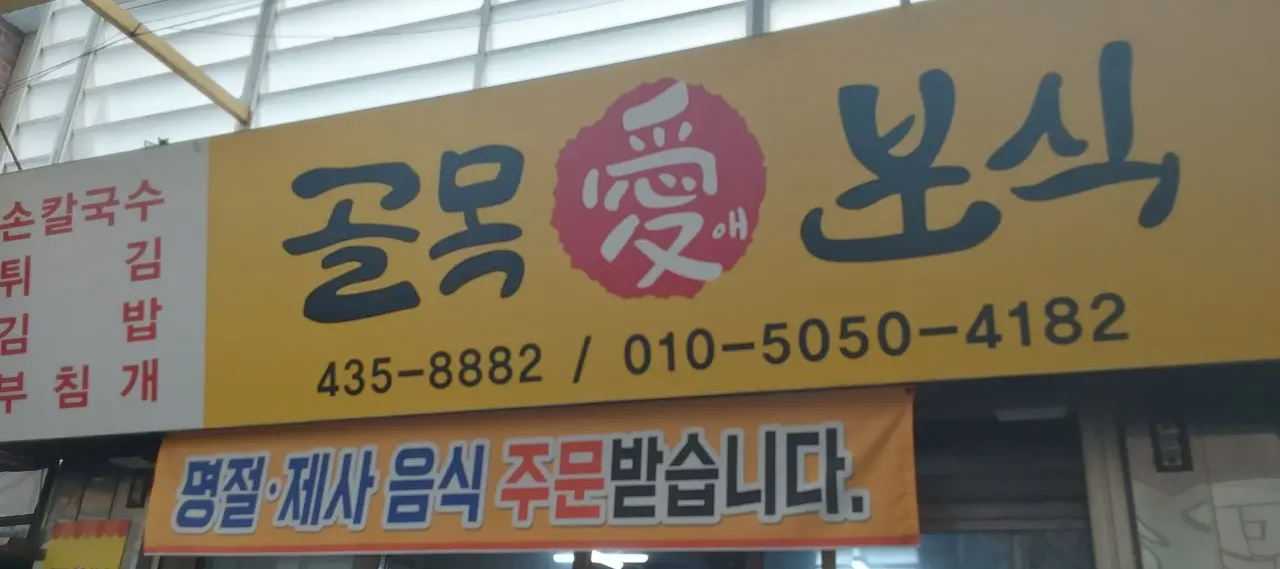 손칼국수
튀 김
김 밥
부 침 개
골목 愛 애 분식
435-8882 / 010-5050-4182
명절·제사 음식 주문받습니다.